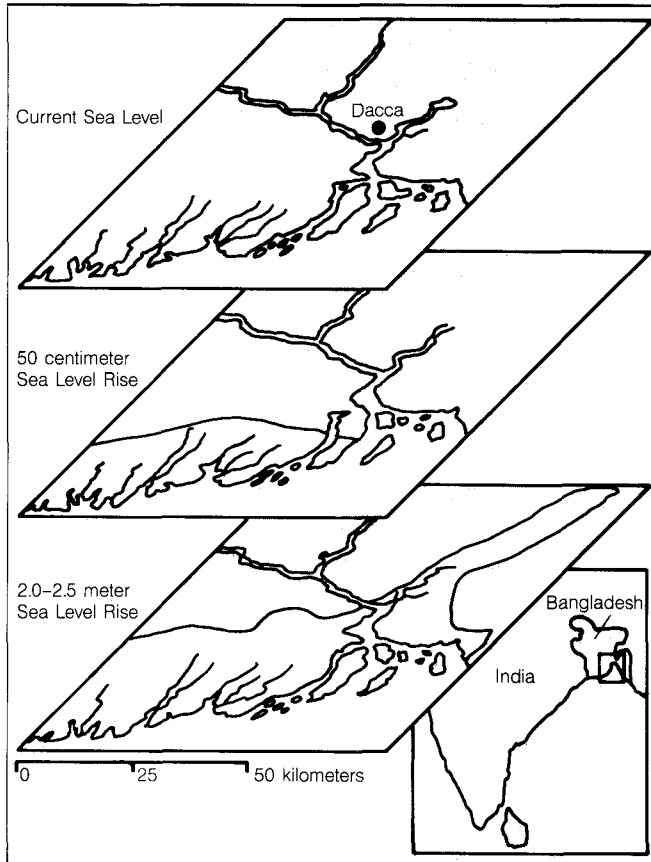 Current Sea Level
Dacca
50 centimeter
Sea Level Rise
2.0–2.5 meter
Sea Level Rise
Bangladesh
India
0 25 50 kilometers